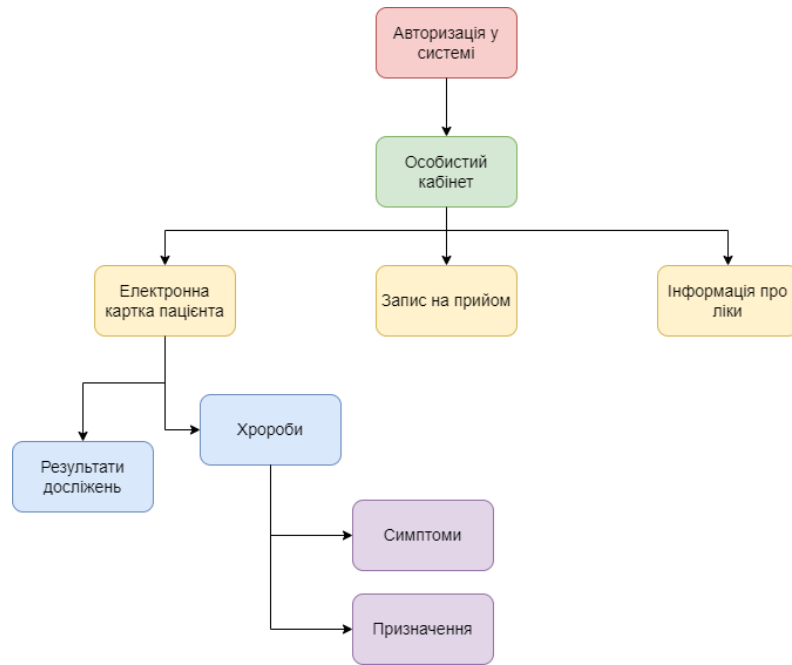 Авторизація у
системі
Особистий
кабінет
Електронна
картка пацієнта
Запис на прийом
Інформація про
ліки
Хророби
Результати
досліжень
Симптоми
Призначення